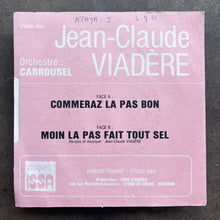 Jean-Claude
VIADÈRE
Orchestre :
CARROUSEL
FACE A
COMMERAZ LA PAS BON
FACE B
MOIN LA PAS FAIT TOUT SEL
Paroles et musique : Jean-Claude VIADÈRE
disques
ISSA
ENREGISTREMENT : STUDIO ISSA